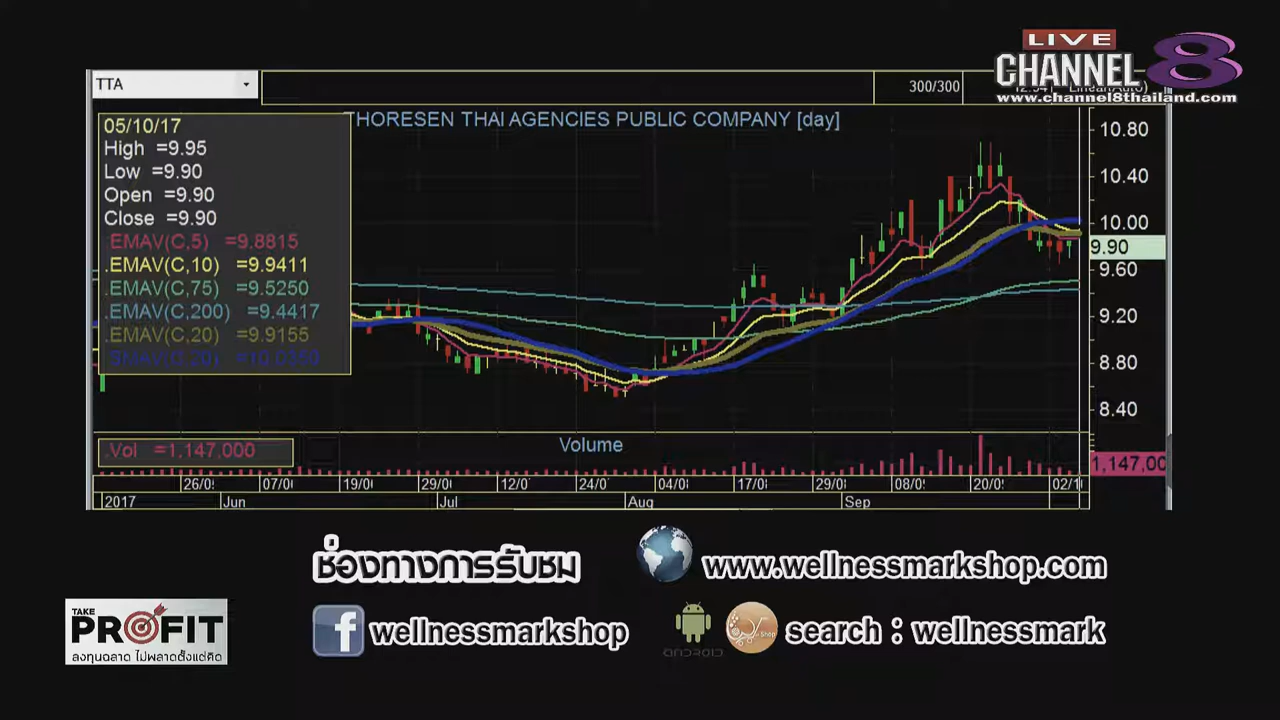 LIVE
CHANNEL 8
www.channel8thailand.com
TTA
300/300
THORESEN THAI AGENCIES PUBLIC COMPANY [day]
05/10/17
High =9.95
Low =9.90
Open =9.90
Close =9.90
.EMAV(C,5) =9.8815
.EMAV(C,10) =9.9411
.EMAV(C,75) =9.5250
.EMAV(C,200) =9.4417
.EMAV(C,20) =9.9155
10.80
10.40
10.00
9.90
9.60
9.20
8.80
8.40
.Vol =1,147,000
Volume
1,147,00
26/0 07/0 19/0 29/0 12/0 24/0 04/0 17/0 29/0 08/0 20/0 02/1
2017 Jun Jul Aug Sep
ช่องทางการรับชม
www.wellnessmarkshop.com
wellnessmarkshop
ANDROID
search : wellnessmark
TAKE
PROFIT
ลงทุนฉลาด ไม่พลาดตั้งแต่คิด